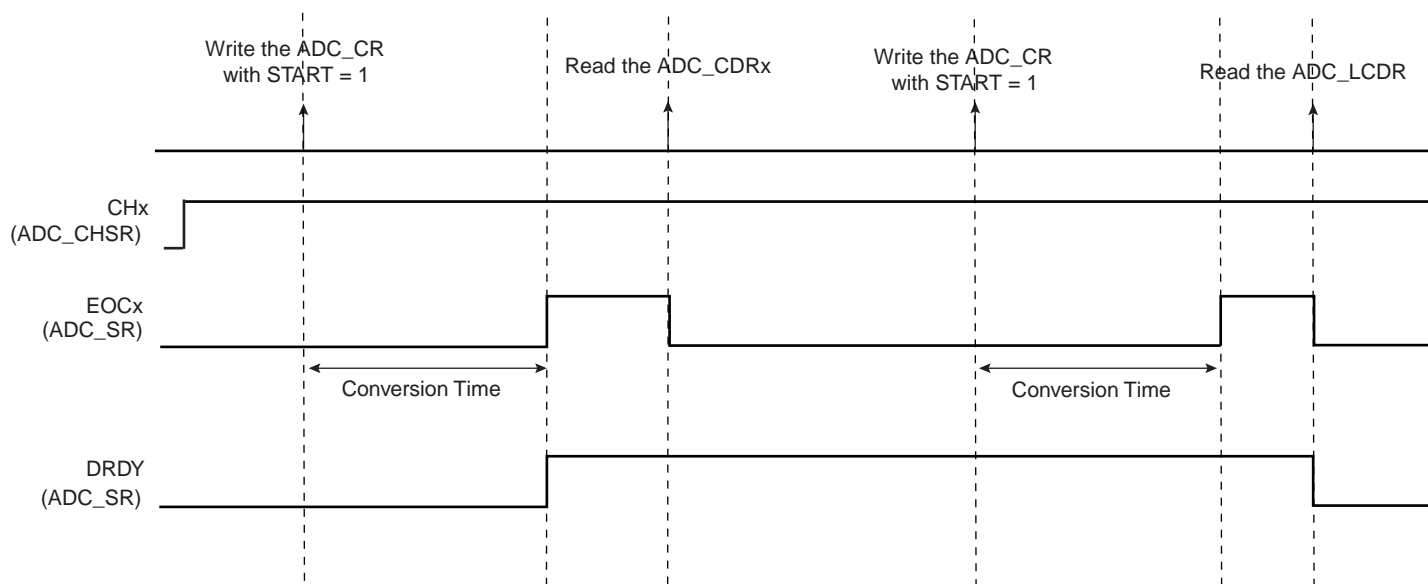 Write the ADC_CR
with START = 1
Read the ADC_CDRx
Write the ADC_CR
with START = 1
Read the ADC_LCDR
CHx
(ADC_CHSR)
EOCx
(ADC_SR)
Conversion Time
Conversion Time
DRDY
(ADC_SR)